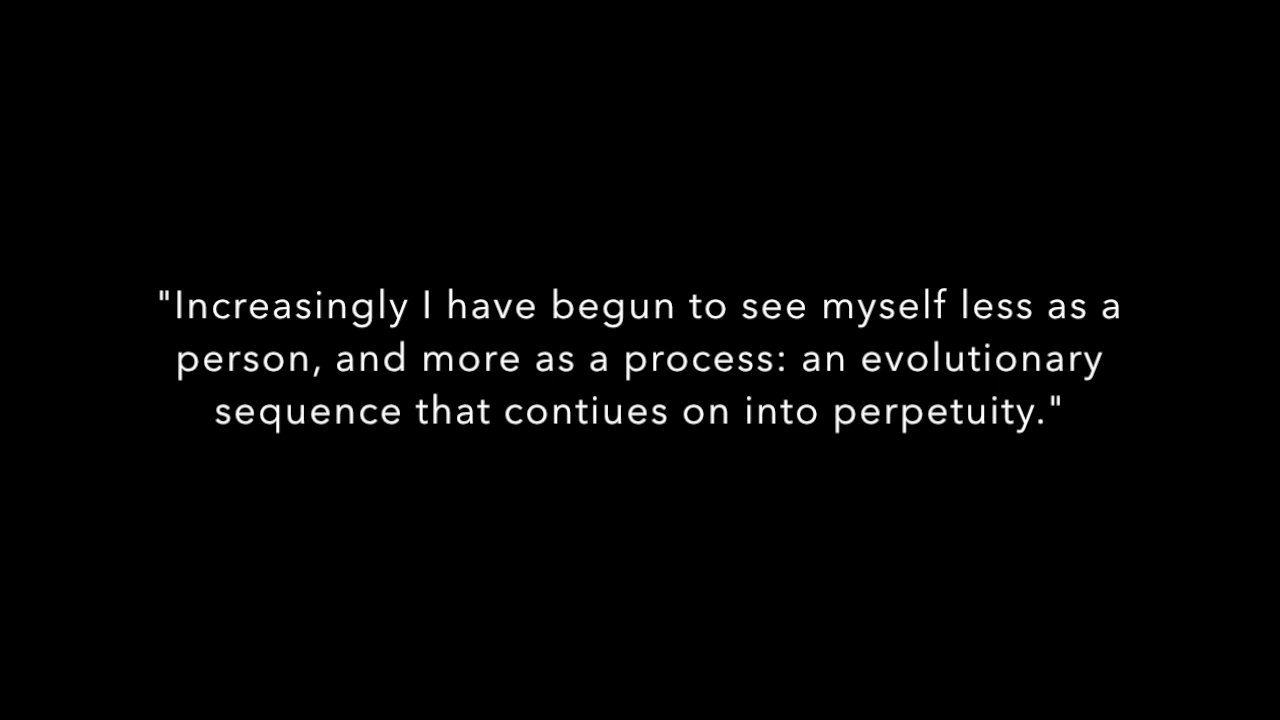 "Increasingly I have begun to see myself less as a
person, and more as a process: an evolutionary
sequence that contiues on into perpetuity."